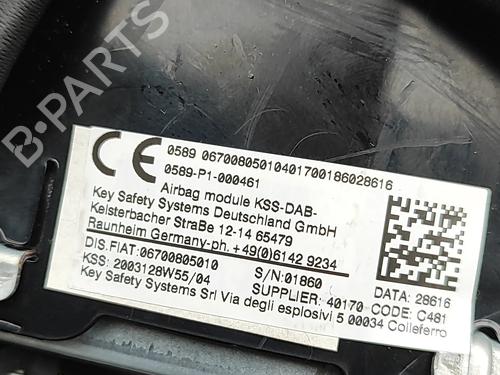 CE 0589 06700805010401700186028616
0589-P1-000461
Airbag module KSS-DAB-
Key Safety Systems Deutschland GmbH
Kelsterbacher StraBe 12-14 65479
Raunheim Germany-ph. +49(0)6142 9234
DIS.FIAT:06700805010 S/N:01860 DATA: 28616
KSS: 2003128W55/04 SUPPLIER: 40170 CODE: C481
Key Safety Systems Srl Via degli esplosivi 5 00034 Colleferro
B-PARTS